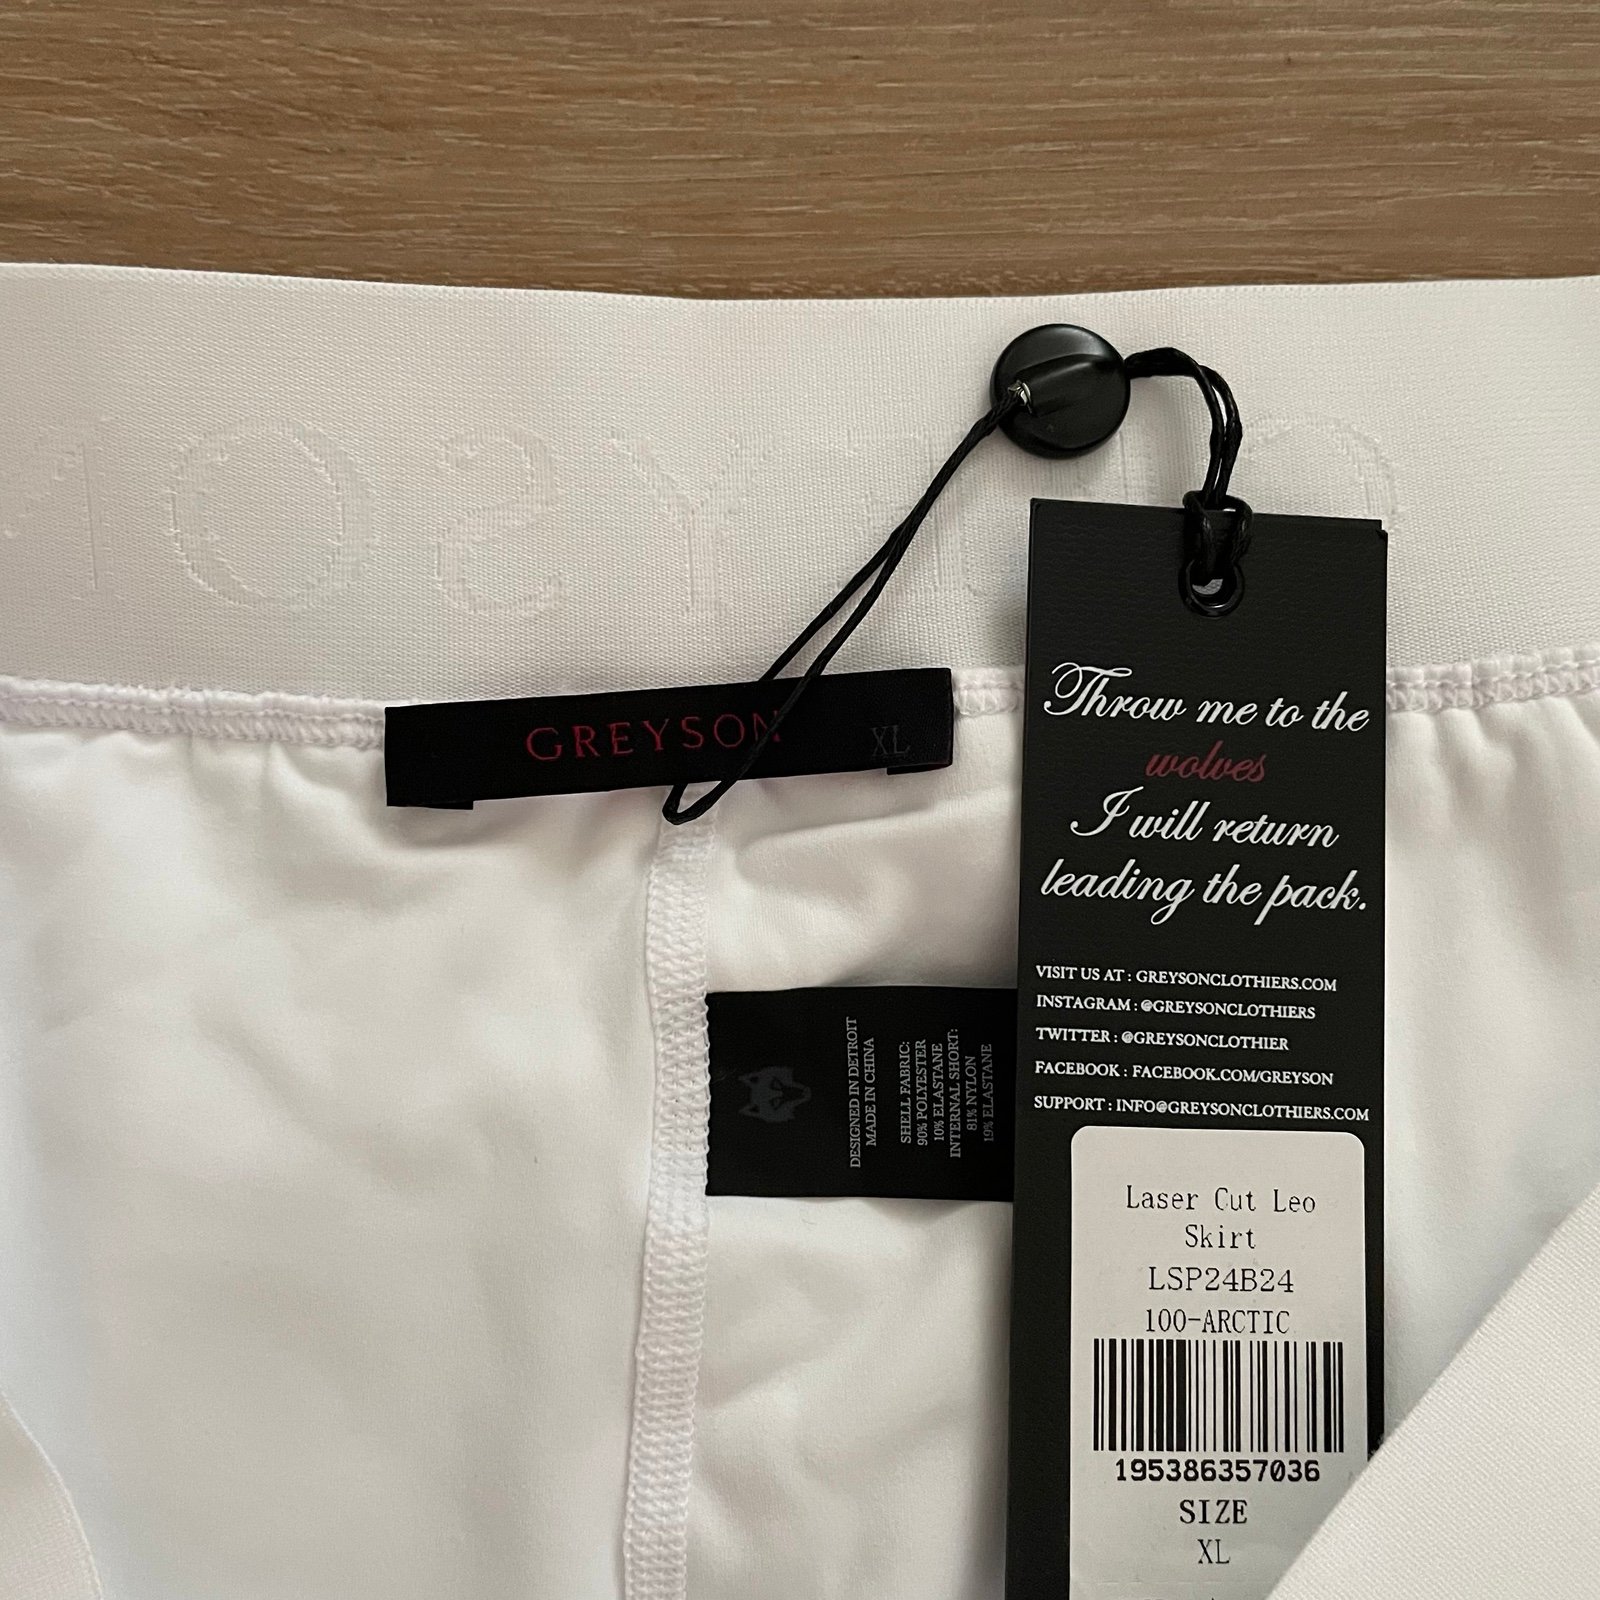 GREYSON XL
Throw me to the
wolves
I will return
leading the pack.
VISIT US AT : GREYSONCLOTHIERS.COM
INSTAGRAM : @GREYSONCLOTHIERS
TWITTER : @GREYSONCLOTHIER
FACEBOOK : FACEBOOK.COM/GREYSON
SUPPORT : INFO@GREYSONCLOTHIERS.COM
DESIGNED IN DETROIT
MADE IN CHINA
SHELL FABRIC:
90% POLYESTER
10% ELASTANE
INTERNAL SHORT:
81% NYLON
19% ELASTANE
Laser Cut Leo
Skirt
LSP24B24
100-ARCTIC
195386357036
SIZE
XL